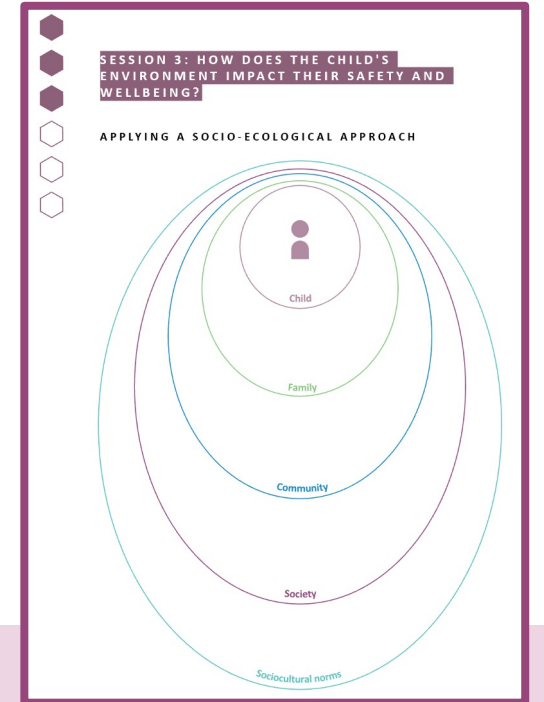 SESSION 3: HOW DOES THE CHILD'S
ENVIRONMENT IMPACT THEIR SAFETY AND
WELLBEING?
APPLYING A SOCIO-ECOLOGICAL APPROACH
Child
Family
Community
Society
Sociocultural norms